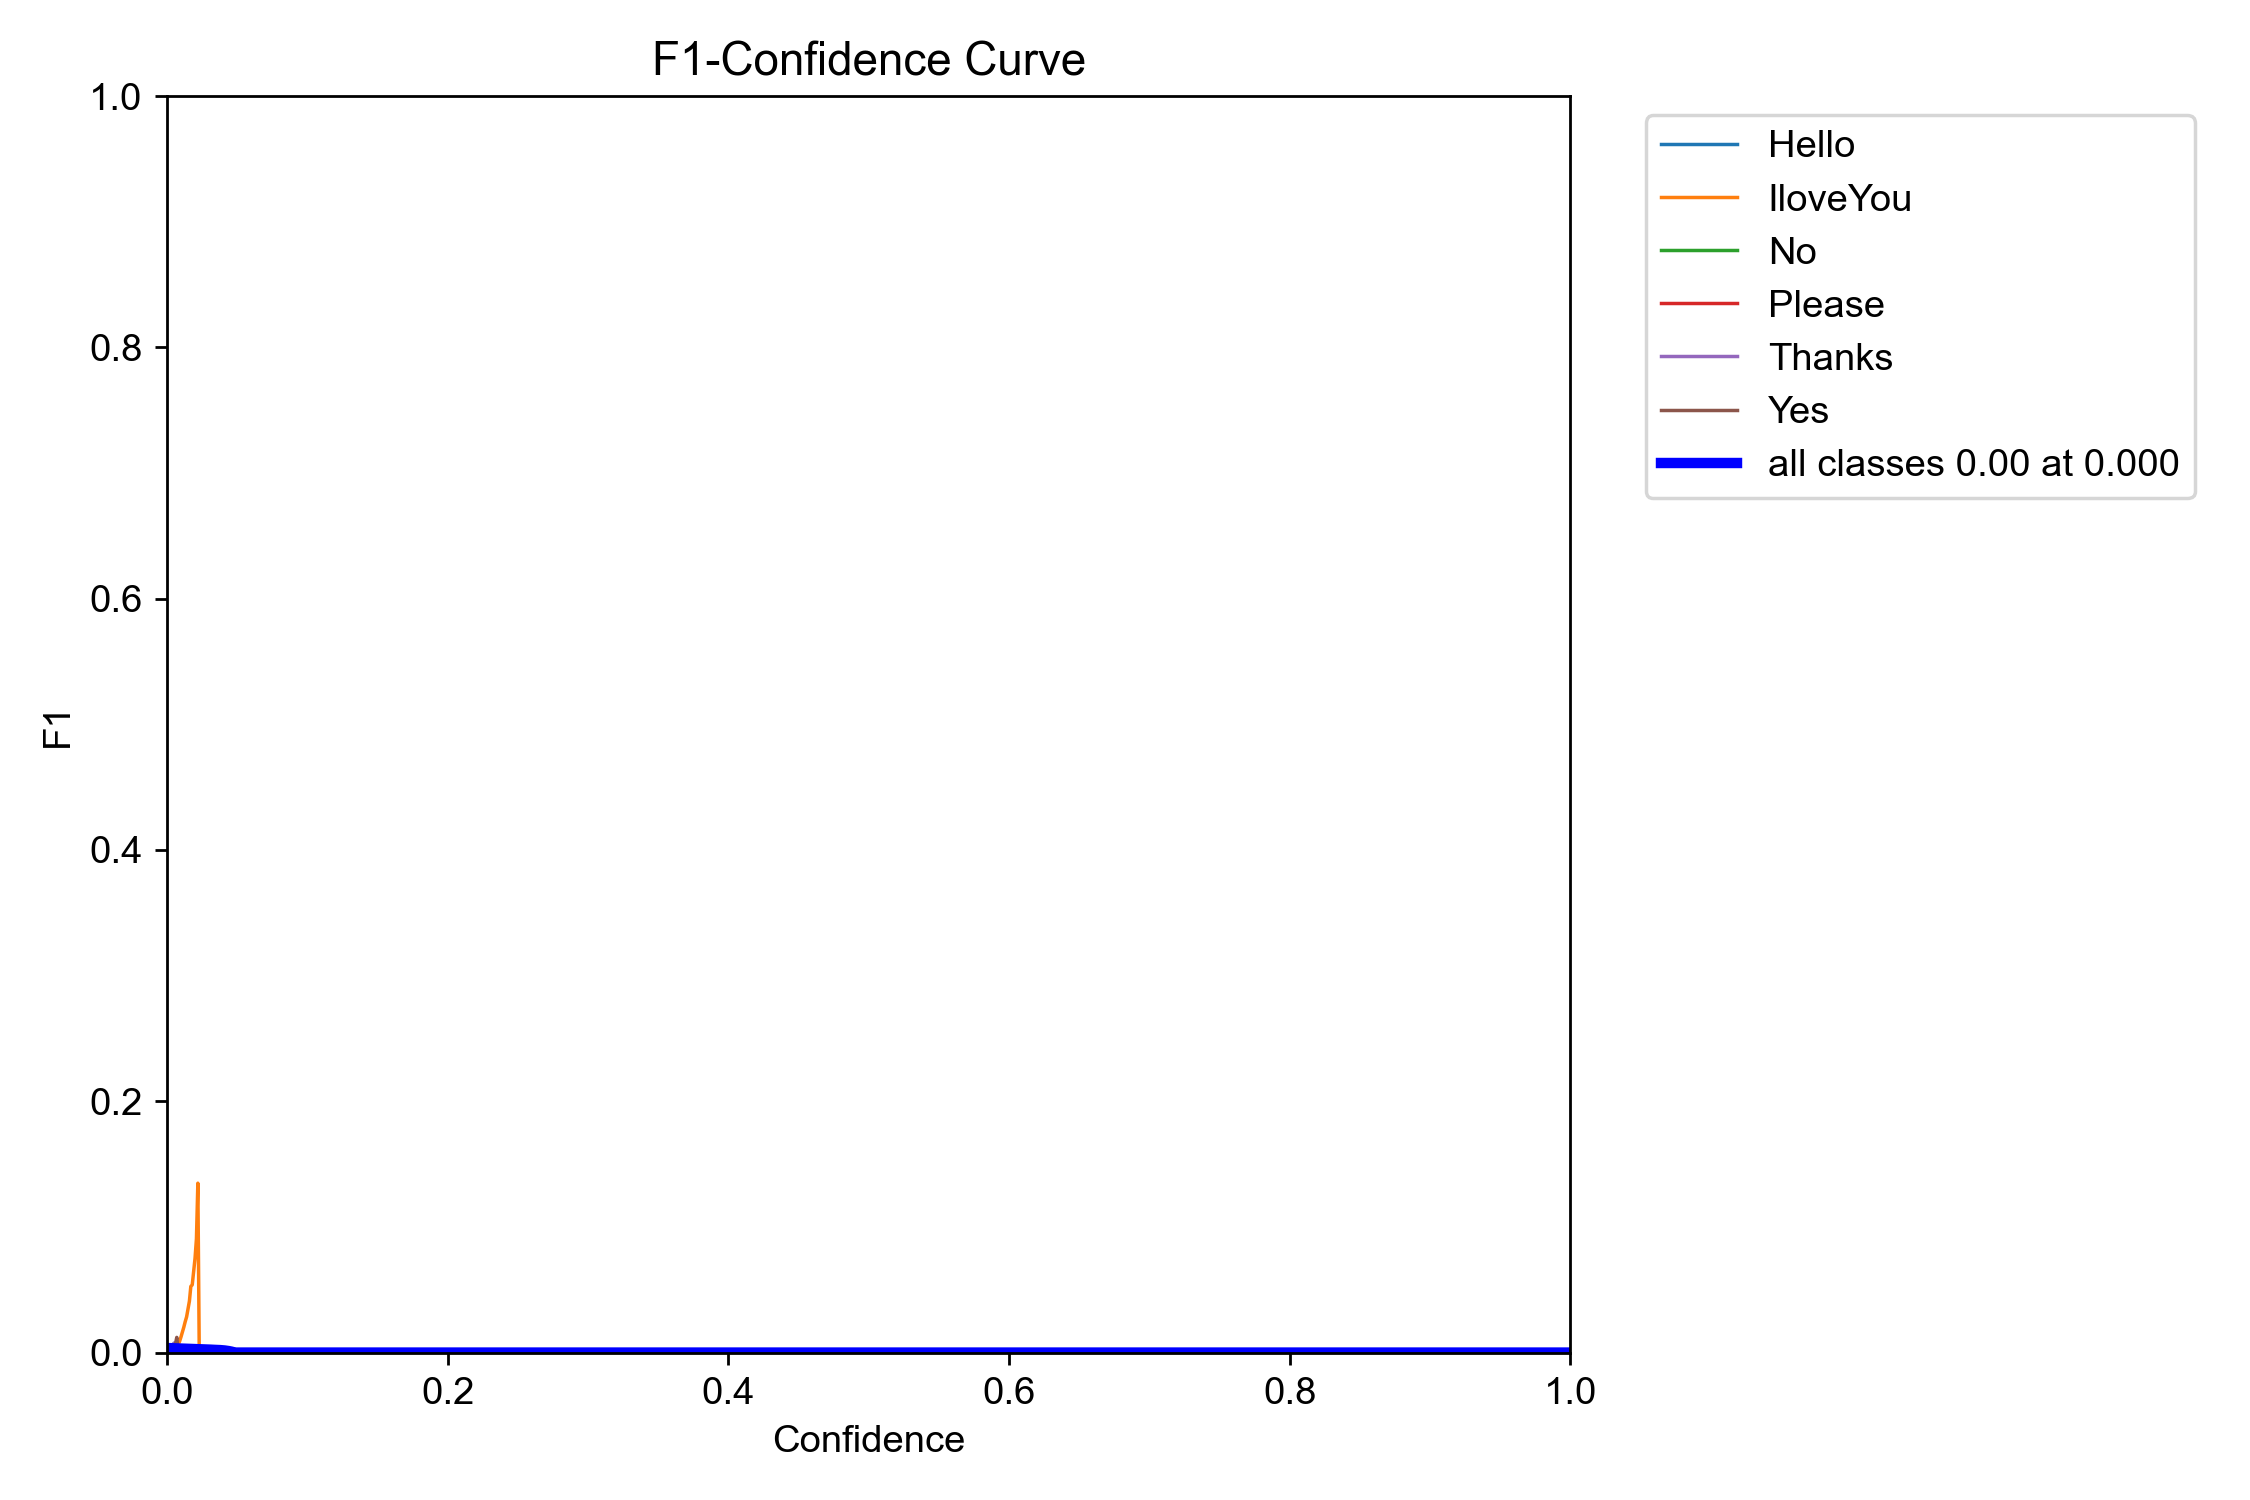 F1-Confidence Curve
1.0
0.8
0.6
0.4
0.2
0.0
F1
0.0 0.2 0.4 0.6 0.8 1.0
Confidence
Hello
IloveYou
No
Please
Thanks
Yes
all classes 0.00 at 0.000